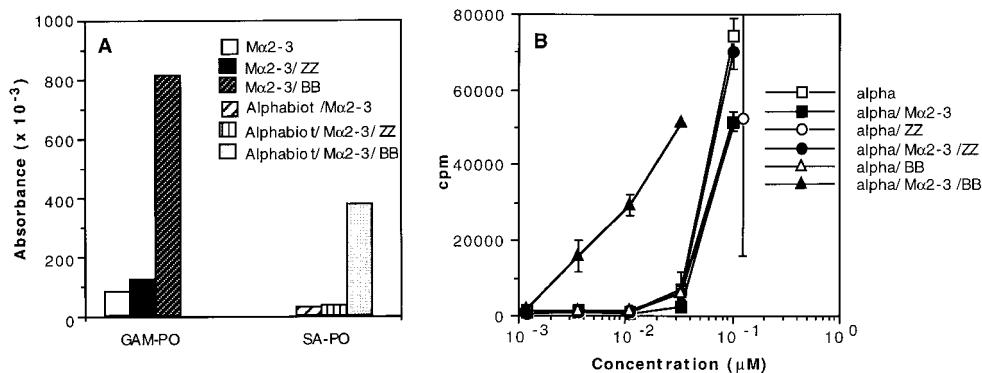 A
Absorbance (x 10⁻³)
1000
800
600
400
200
0
GAM-PO
SA-PO
Mα2-3
Mα2-3/ZZ
Mα2-3/BB
Alphabiot/Mα2-3
Alphabiot/Mα2-3/ZZ
Alphabiot/Mα2-3/BB
B
cpm
80000
60000
40000
20000
0
10⁻³
10⁻²
10⁻¹
10⁰
Concentration (μM)
alpha
alpha/Mα2-3
alpha/ZZ
alpha/Mα2-3/ZZ
alpha/BB
alpha/Mα2-3/BB